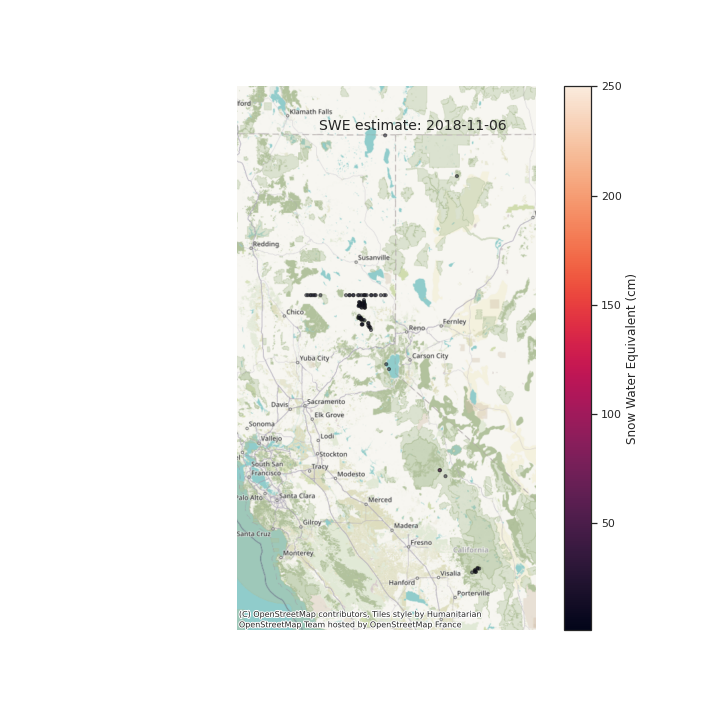 ford
Klamath Falls
SWE estimate: 2018-11-06
Redding
Susanville
Chico
Reno
Fernley
Yuba City
Carson City
Davis
Sacramento
Elk Grove
Sonoma
Vallejo
Lodi
Stockton
South San
Francisco
Tracy
Modesto
Palo Alto
Santa Clara
Merced
Gilroy
Madera
Santa Cruz
Fresno
Monterey
California
Hanford
Visalia
Porterville
(C) OpenStreetMap contributors, Tiles style by Humanitarian
OpenStreetMap Team hosted by OpenStreetMap France
250
200
150
100
50
Snow Water Equivalent (cm)